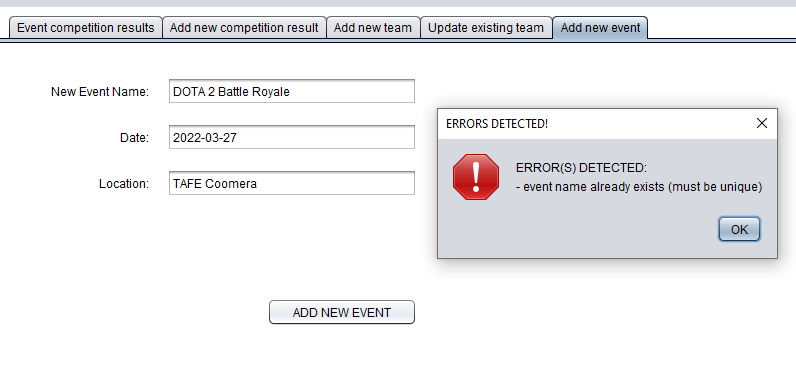 Event competition results Add new competition result Add new team Update existing team Add new event
New Event Name: DOTA 2 Battle Royale
Date: 2022-03-27
Location: TAFE Coomera
ADD NEW EVENT
ERRORS DETECTED!
ERROR(S) DETECTED:
- event name already exists (must be unique)
OK